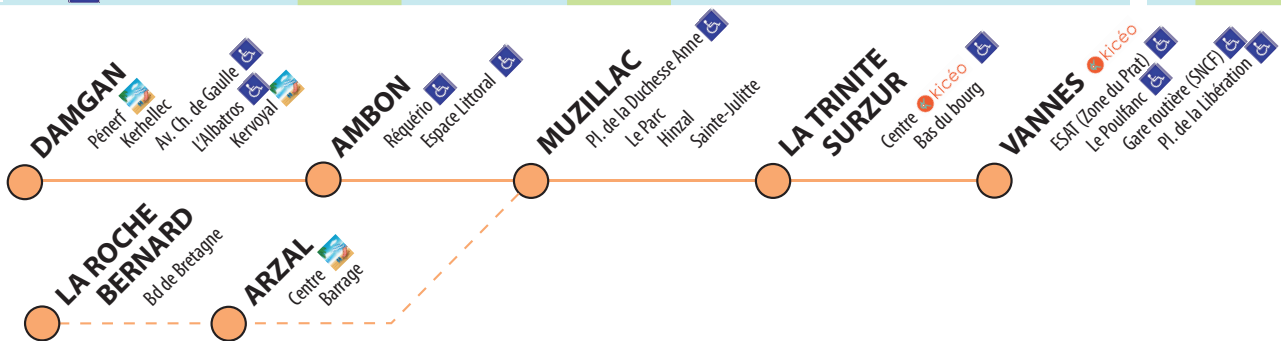 DAMGAN
Pénerf
Kerhellec
Av. Ch. de Gaulle
L'Albatros
Kervoyal
AMBON
Réquério
Espace Littoral
MUZILLAC
Pl. de la Duchesse Anne
Le Parc
Hinzal
Sainte-Julitte
LA TRINITE
SURZUR
Centre kicéo
Bas du bourg
VANNES kicéo
ESAT (Zone du Prat)
Le Poulfanc
Gare routière (SNCF)
Pl. de la Libération
LA ROCHE
BERNARD
Bd de Bretagne
ARZAL
Centre
Barrage